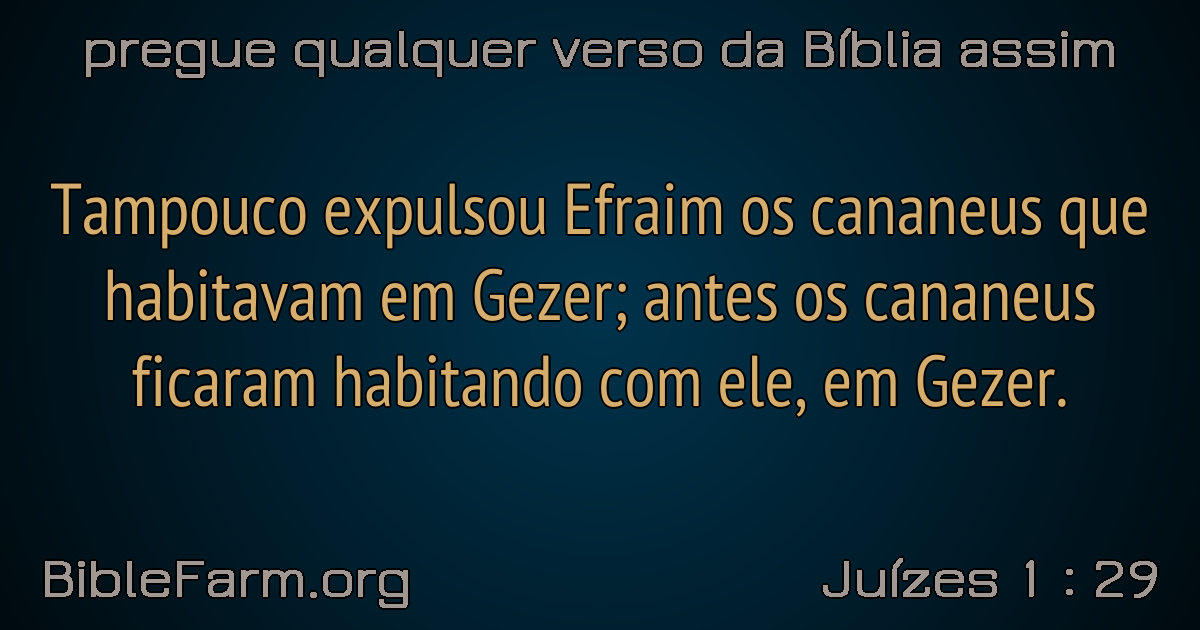 pregue qualquer verso da Bíblia assim
Tampouco expulsou Efraim os cananeus que
habitavam em Gezer; antes os cananeus
ficaram habitando com ele, em Gezer.
BibleFarm.org
Juízes 1 : 29